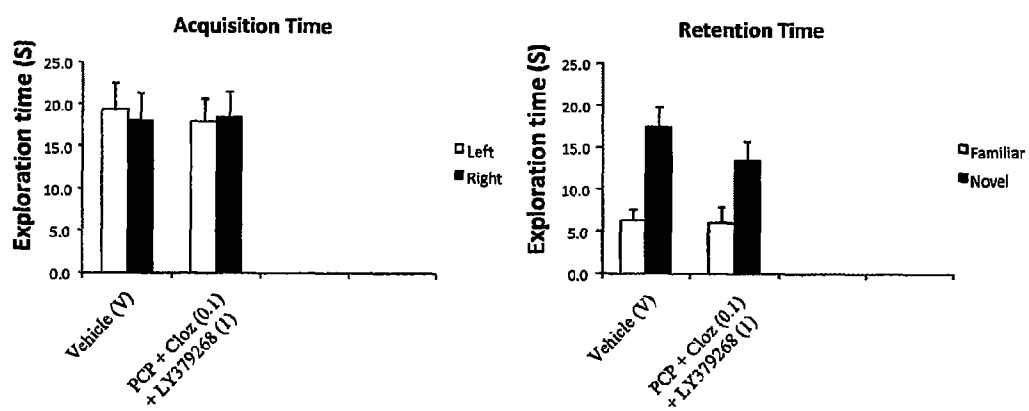 Acquisition Time
Exploration time (S)
25.0
20.0
15.0
10.0
5.0
0.0
Left
Right
Vehicle (V)
PCP + Cloz (0.1)
+ LY379268 (1)
Retention Time
Exploration time (S)
25.0
20.0
15.0
10.0
5.0
0.0
Familiar
Novel
Vehicle (V)
PCP + Cloz (0.1)
+ LY379268 (1)